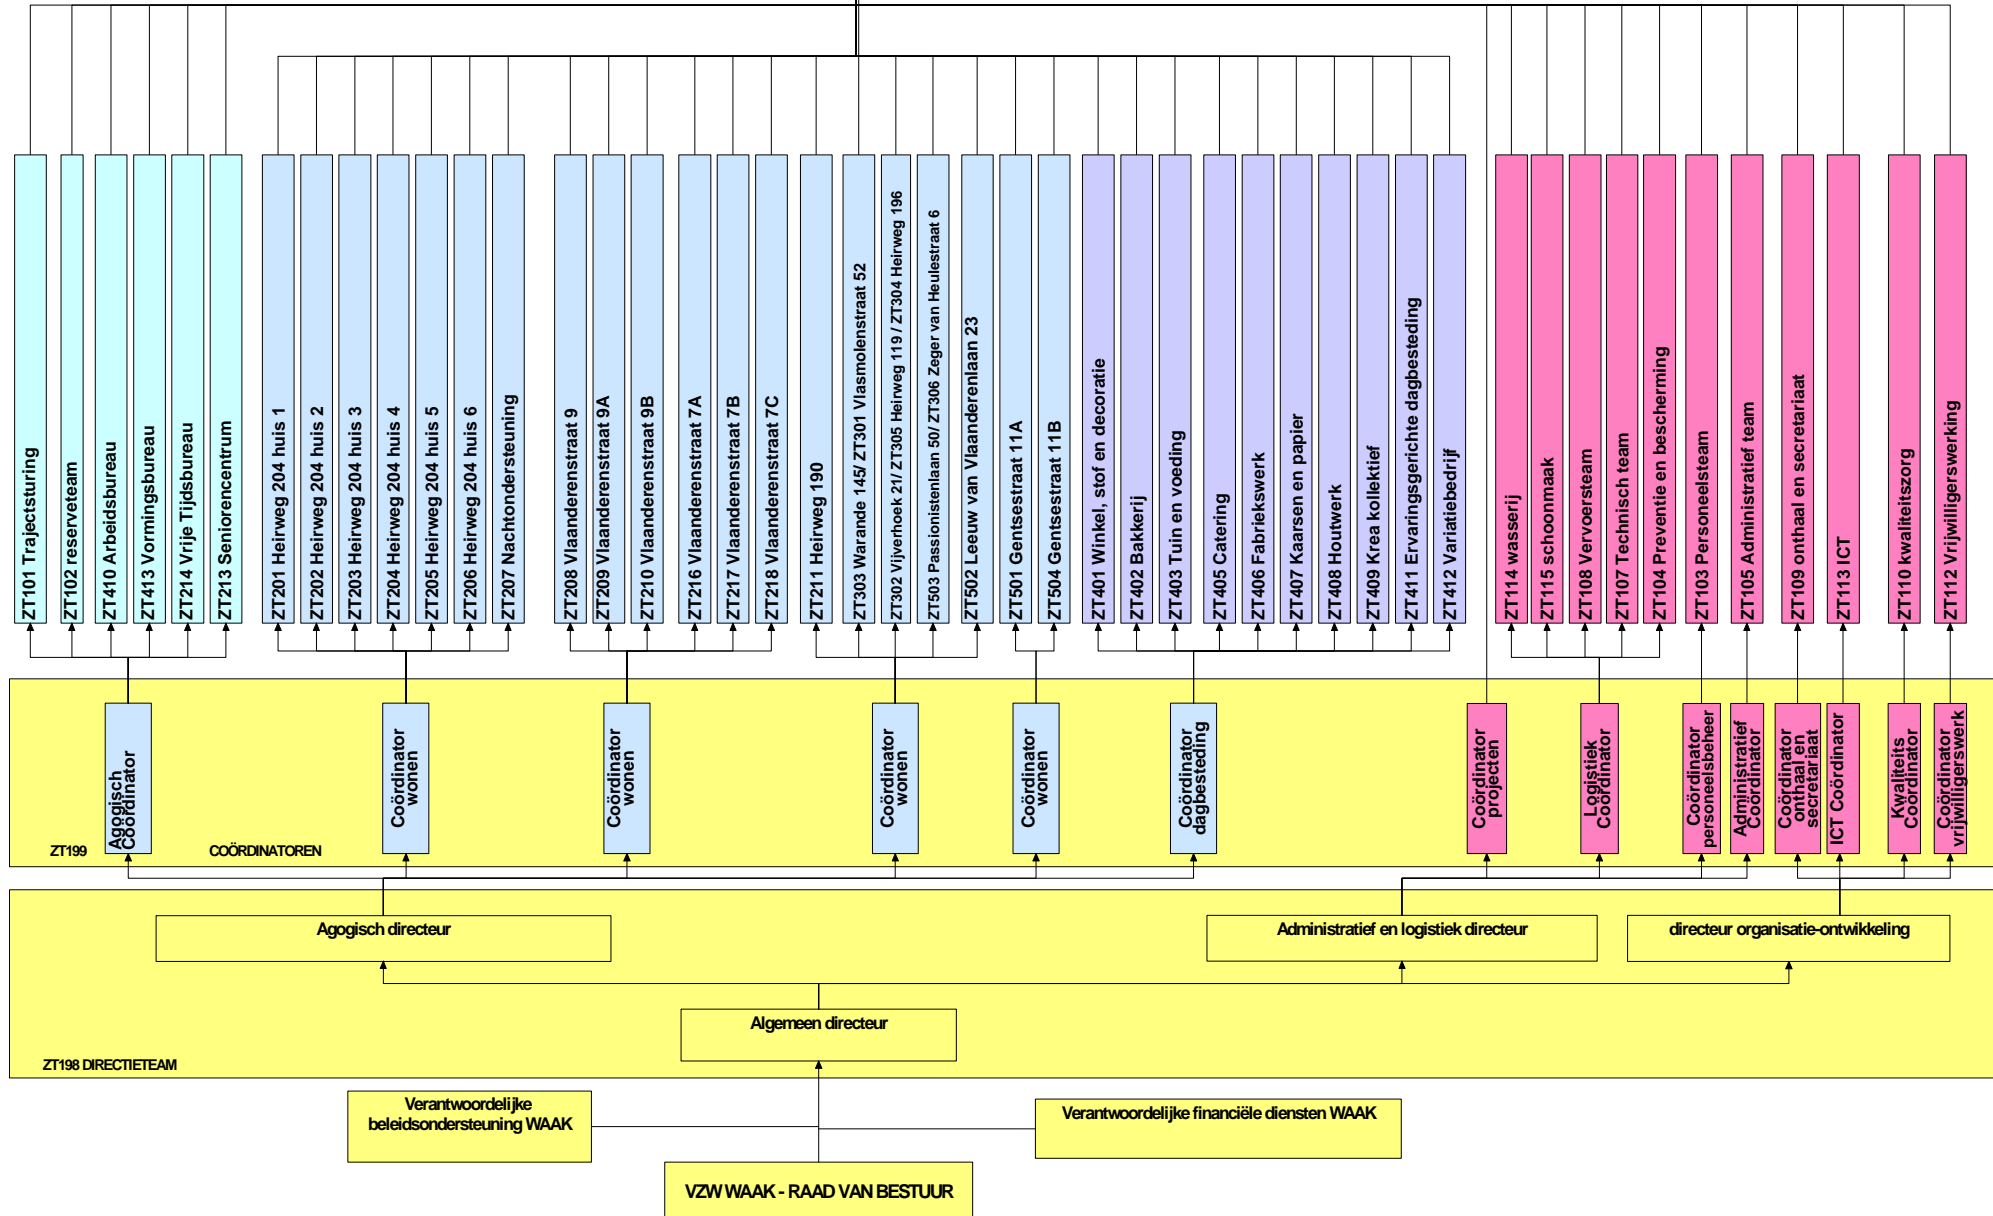 ZT101 Trajectsturing
ZT102 reserveteam
ZT410 Arbeidsbureau
ZT413 Vormingsbureau
ZT214 Vrije Tijdsbureau
ZT213 Seniorencentrum
ZT201 Heirweg 204 huis 1
ZT202 Heirweg 204 huis 2
ZT203 Heirweg 204 huis 3
ZT204 Heirweg 204 huis 4
ZT205 Heirweg 204 huis 5
ZT206 Heirweg 204 huis 6
ZT207 Nachtondersteuning
ZT208 Vlaanderenstraat 9
ZT209 Vlaanderenstraat 9A
ZT210 Vlaanderenstraat 9B
ZT216 Vlaanderenstraat 7A
ZT217 Vlaanderenstraat 7B
ZT218 Vlaanderenstraat 7C
ZT211 Heirweg 190
ZT303 Warande 145/ ZT301 Vlasmolenstraat 52
ZT302 Vijverhoek 21/ ZT305 Heirweg 119 / ZT304 Heirweg 196
ZT503 Passionistenlaan 50/ ZT306 Zeger van Heulestraat 6
ZT502 Leeuw van Vlaanderenlaan 23
ZT501 Gentsestraat 11A
ZT504 Gentsestraat 11B
ZT401 Winkel, stof en decoratie
ZT402 Bakkerij
ZT403 Tuin en voeding
ZT405 Catering
ZT406 Fabriekswerk
ZT407 Kaarsen en papier
ZT408 Houtwerk
ZT409 Krea kollektief
ZT411 Ervaringsgerichte dagbesteding
ZT412 Variatiebedrijf
ZT114 wasserij
ZT115 schoonmaak
ZT108 Vervoersteam
ZT107 Technisch team
ZT104 Preventie en bescherming
ZT103 Personeelsteam
ZT105 Administratief team
ZT109 onthaal en secretariaat
ZT113 ICT
ZT110 kwaliteitszorg
ZT112 Vrijwilligerswerking
Agogisch
Coördinator
Coördinator
wonen
Coördinator
wonen
Coördinator
wonen
Coördinator
wonen
Coördinator
dagbesteding
Coördinator
projecten
Logistiek
Coördinator
Coördinator
personeelsbeheer
Administratief
Coördinator
Coördinator
onthaal en
secretariaat
ICT Coördinator
Kwaliteits
Coördinator
Coördinator
vrijwilligerswerk
ZT199 COÖRDINATOREN
Agogisch directeur
Administratief en logistiek directeur
directeur organisatie-ontwikkeling
Algemeen directeur
ZT198 DIRECTIETEAM
Verantwoordelijke
beleidsondersteuning WAAK
Verantwoordelijke financiële diensten WAAK
VZW WAAK - RAAD VAN BESTUUR